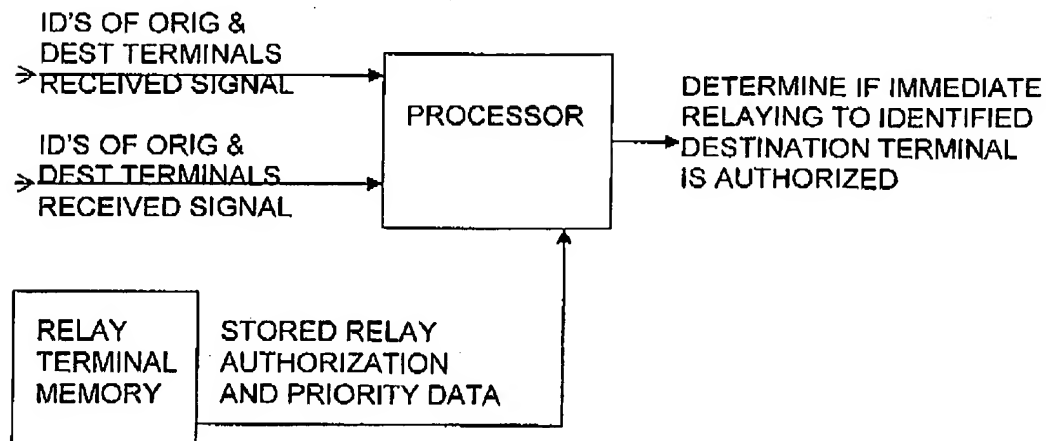 ID'S OF ORIG &
DEST TERMINALS
RECEIVED SIGNAL
ID'S OF ORIG &
DEST TERMINALS
RECEIVED SIGNAL
PROCESSOR
DETERMINE IF IMMEDIATE
RELAYING TO IDENTIFIED
DESTINATION TERMINAL
IS AUTHORIZED
RELAY
TERMINAL
MEMORY
STORED RELAY
AUTHORIZATION
AND PRIORITY DATA